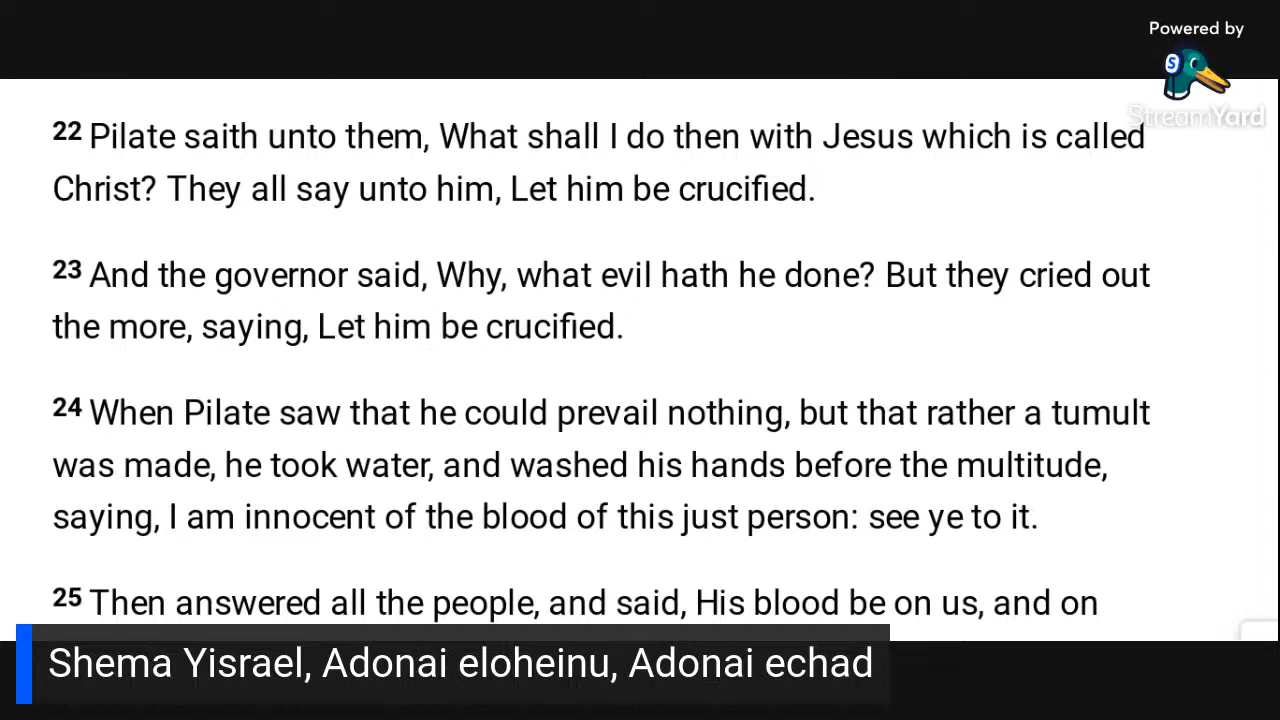 Powered by
StreamYard
22 Pilate saith unto them, What shall I do then with Jesus which is called
Christ? They all say unto him, Let him be crucified.
23 And the governor said, Why, what evil hath he done? But they cried out
the more, saying, Let him be crucified.
24 When Pilate saw that he could prevail nothing, but that rather a tumult
was made, he took water, and washed his hands before the multitude,
saying, I am innocent of the blood of this just person: see ye to it.
25 Then answered all the people, and said, His blood be on us, and on
Shema Yisrael, Adonai eloheinu, Adonai echad